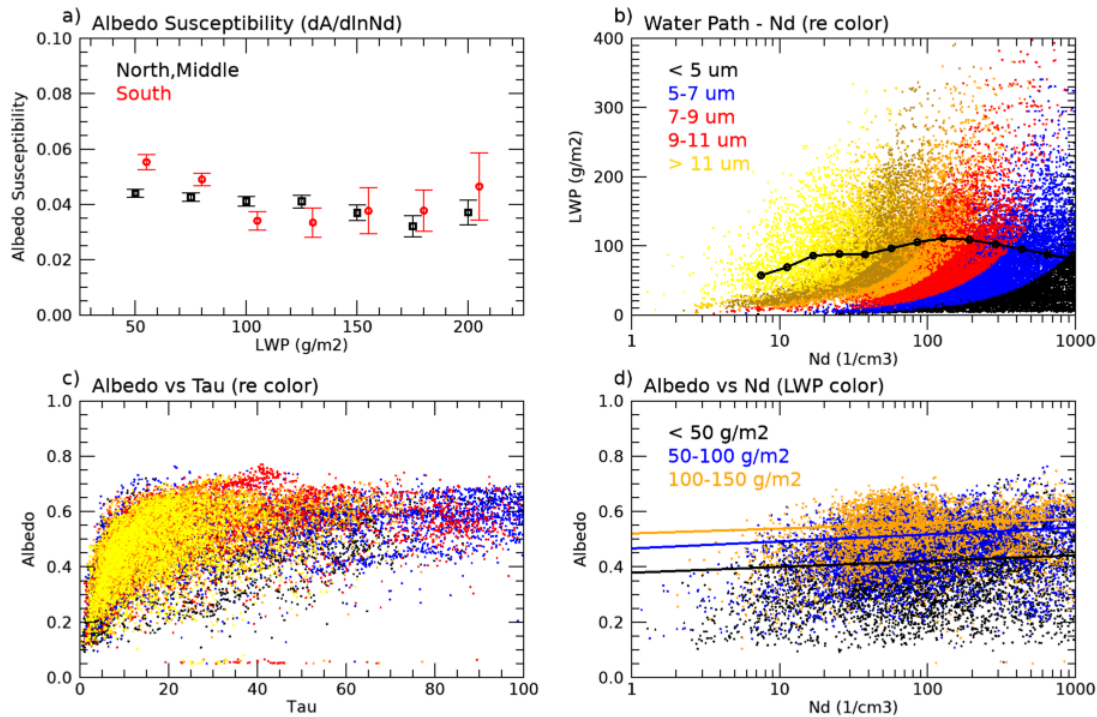 a) Albedo Susceptibility (dA/dlnNd)
0.10
0.08
0.06
0.04
0.02
0.00
Albedo Susceptibility
North,Middle
South
50 100 150 200
LWP (g/m2)
b) Water Path - Nd (re color)
400
300
200
100
0
LWP (g/m2)
< 5 um
5-7 um
7-9 um
9-11 um
> 11 um
1 10 100 1000
Nd (1/cm3)
c) Albedo vs Tau (re color)
1.0
0.8
0.6
0.4
0.2
0.0
Albedo
0 20 40 60 80 100
Tau
d) Albedo vs Nd (LWP color)
1.0
0.8
0.6
0.4
0.2
0.0
Albedo
< 50 g/m2
50-100 g/m2
100-150 g/m2
1 10 100 1000
Nd (1/cm3)